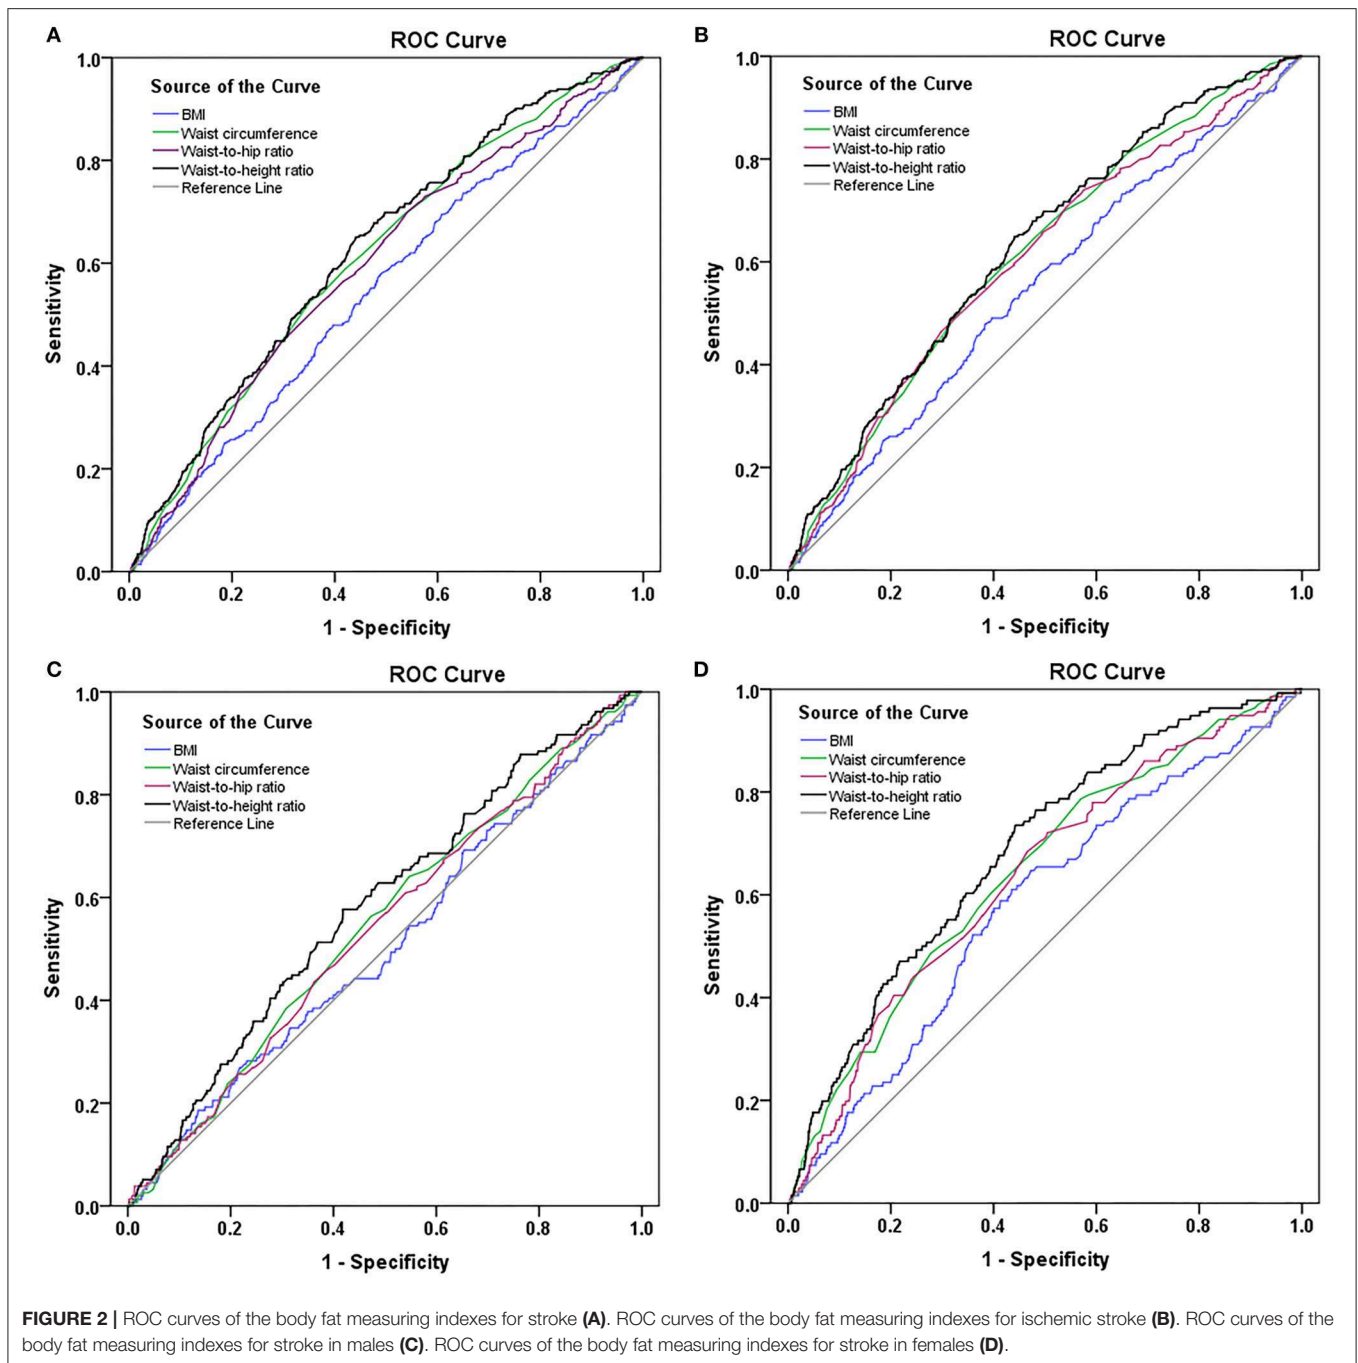 A
ROC Curve
Source of the Curve
BMI
Waist circumference
Waist-to-hip ratio
Waist-to-height ratio
Reference Line
Sensitivity
1.0
0.8
0.6
0.4
0.2
0.0
0.0 0.2 0.4 0.6 0.8 1.0
1 - Specificity
B
ROC Curve
Source of the Curve
BMI
Waist circumference
Waist-to-hip ratio
Waist-to-height ratio
Reference Line
Sensitivity
1.0
0.8
0.6
0.4
0.2
0.0
0.0 0.2 0.4 0.6 0.8 1.0
1 - Specificity
C
ROC Curve
Source of the Curve
BMI
Waist circumference
Waist-to-hip ratio
Waist-to-height ratio
Reference Line
Sensitivity
1.0
0.8
0.6
0.4
0.2
0.0
0.0 0.2 0.4 0.6 0.8 1.0
1 - Specificity
D
ROC Curve
Source of the Curve
BMI
Waist circumference
Waist-to-hip ratio
Waist-to-height ratio
Reference Line
Sensitivity
1.0
0.8
0.6
0.4
0.2
0.0
0.0 0.2 0.4 0.6 0.8 1.0
1 - Specificity
FIGURE 2 | ROC curves of the body fat measuring indexes for stroke (A). ROC curves of the body fat measuring indexes for ischemic stroke (B). ROC curves of the
body fat measuring indexes for stroke in males (C). ROC curves of the body fat measuring indexes for stroke in females (D).